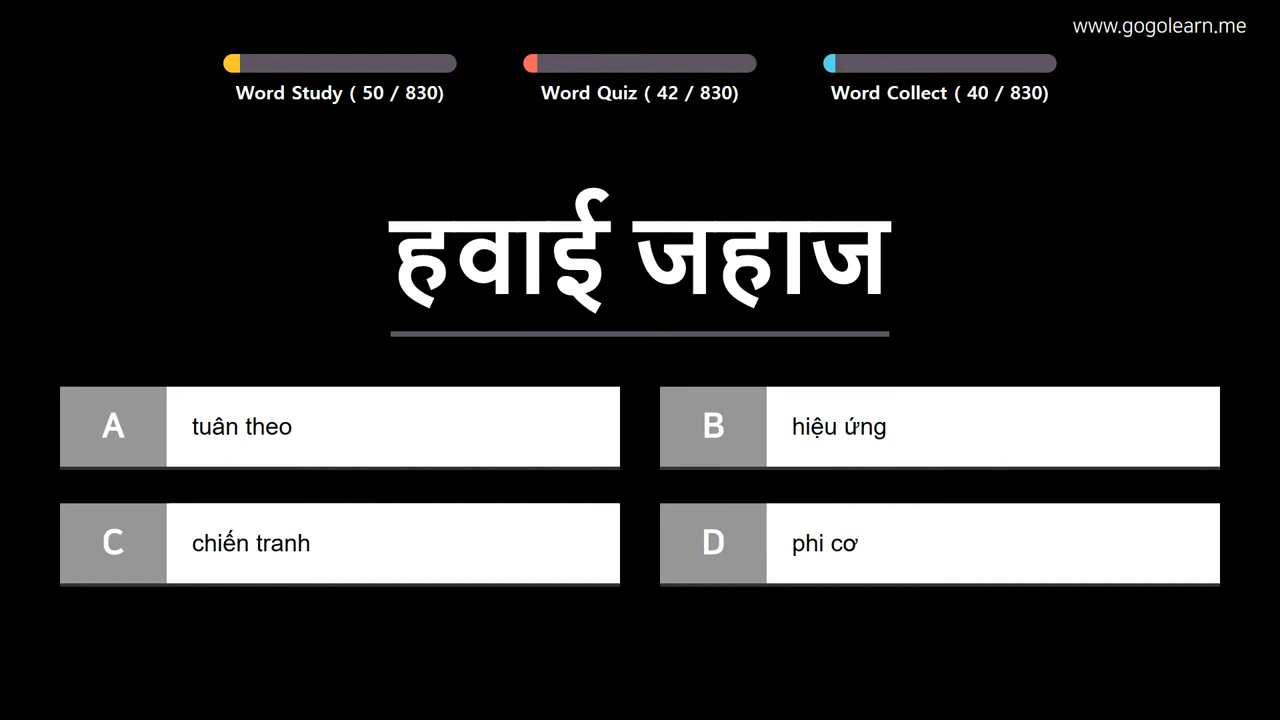 www.gogolearn.me
Word Study ( 50 / 830)
Word Quiz ( 42 / 830)
Word Collect ( 40 / 830)
हवाई जहाज
A tuân theo
B hiệu ứng
C chiến tranh
D phi cơ